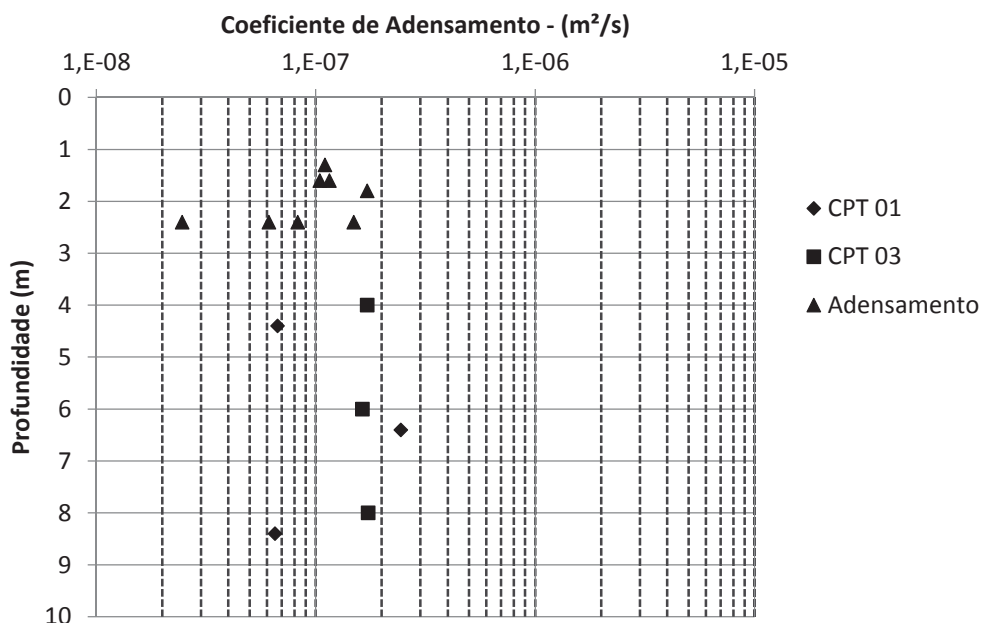 Coeficiente de Adensamento - (m²/s)
1,E-08 1,E-07 1,E-06 1,E-05
0
1
2
3
4
5
6
7
8
9
10
Profundidade (m)
CPT 01
CPT 03
Adensamento